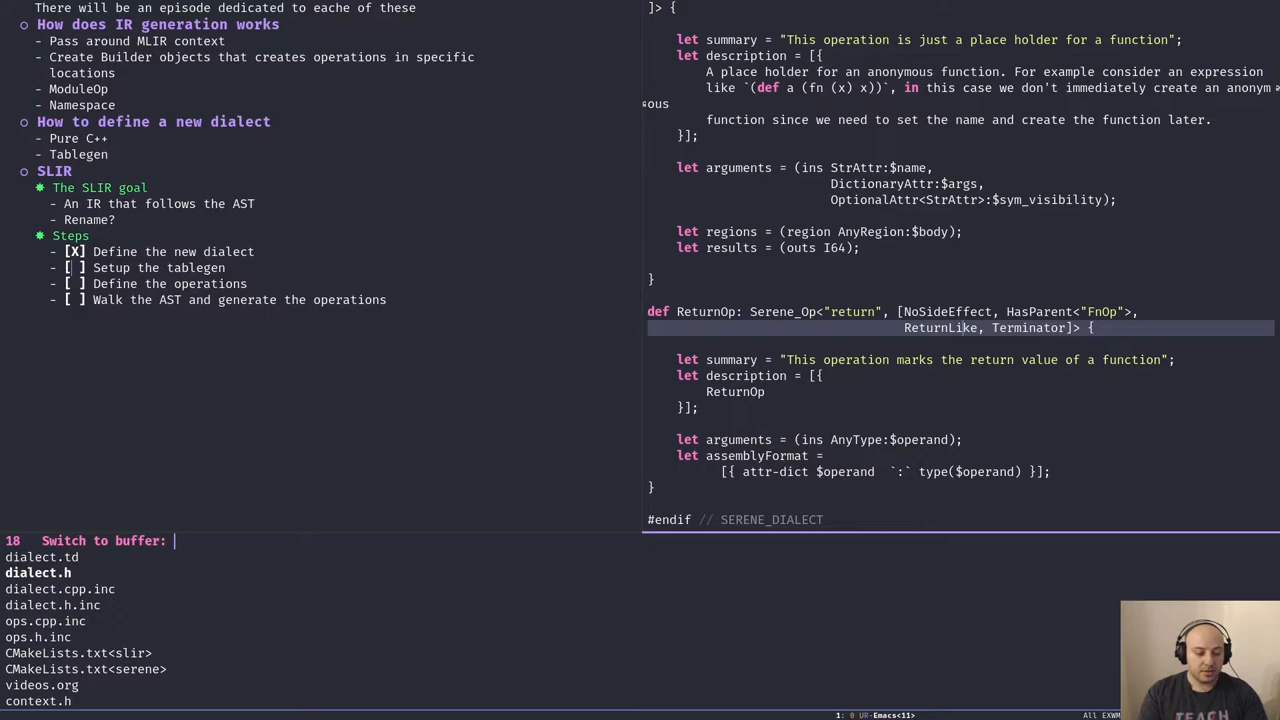 There will be an episode dedicated to eache of these
How does IR generation works
- Pass around MLIR context
- Create Builder objects that creates operations in specific
locations
- ModuleOp
- Namespace
How to define a new dialect
- Pure C++
- Tablegen
SLIR
The SLIR goal
- An IR that follows the AST
- Rename?
Steps
- [X] Define the new dialect
- [ ] Setup the tablegen
- [ ] Define the operations
- [ ] Walk the AST and generate the operations
]> {
let summary = "This operation is just a place holder for a function";
let description = [{
A place holder for an anonymous function. For example consider an expression
like `(def a (fn (x) x))`, in this case we don't immediately create an anonym
ous
function since we need to set the name and create the function later.
}];
let arguments = (ins StrAttr:$name,
DictionaryAttr:$args,
OptionalAttr<StrAttr>:$sym_visibility);
let regions = (region AnyRegion:$body);
let results = (outs I64);
}
def ReturnOp: Serene_Op<"return", [NoSideEffect, HasParent<"FnOp">,
ReturnLike, Terminator]> {
let summary = "This operation marks the return value of a function";
let description = [{
ReturnOp
}];
let arguments = (ins AnyType:$operand);
let assemblyFormat =
[{ attr-dict $operand `:` type($operand) }];
}
#endif // SERENE_DIALECT
18 Switch to buffer:
dialect.td
dialect.h
dialect.cpp.inc
dialect.h.inc
ops.cpp.inc
ops.h.inc
CMakeLists.txt<slir>
CMakeLists.txt<serene>
videos.org
context.h
1: 0 UR-Emacs<11>
All EXWM
TEACH